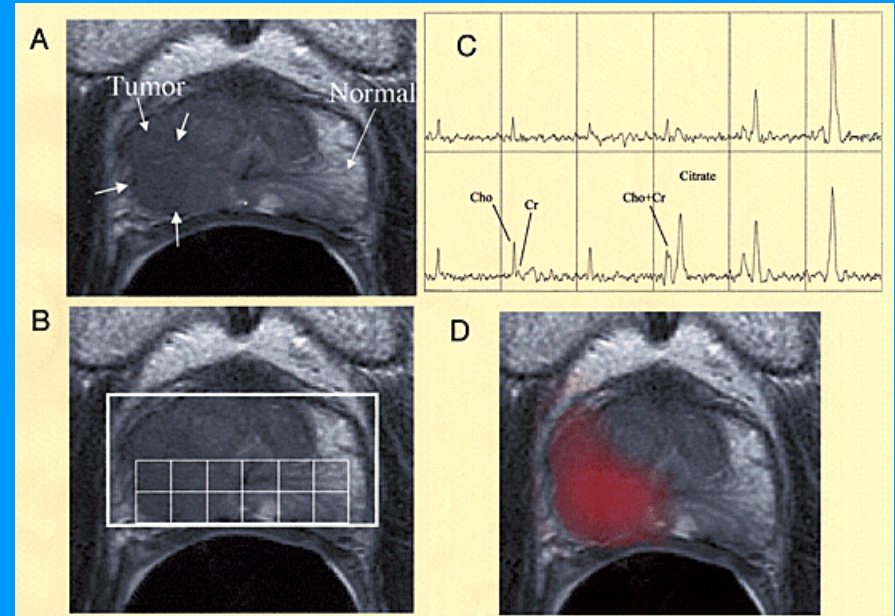 A
Tumor
Normal
C
Citrate
Cho
Cr
Cho+Cr
B
D